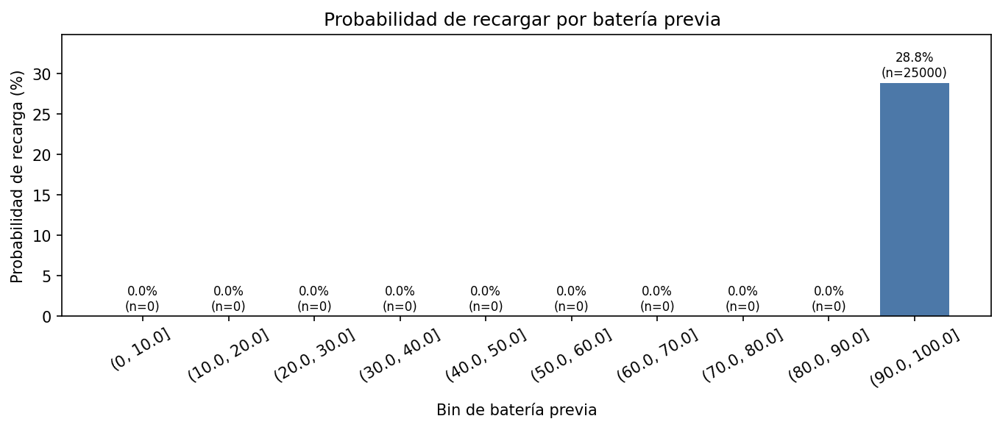 Probabilidad de recargar por batería previa
Probabilidad de recarga (%)
30
25
20
15
10
5
0
0.0%
(n=0)
0.0%
(n=0)
0.0%
(n=0)
0.0%
(n=0)
0.0%
(n=0)
0.0%
(n=0)
0.0%
(n=0)
0.0%
(n=0)
0.0%
(n=0)
28.8%
(n=25000)
(0, 10.0]
(10.0, 20.0]
(20.0, 30.0]
(30.0, 40.0]
(40.0, 50.0]
(50.0, 60.0]
(60.0, 70.0]
(70.0, 80.0]
(80.0, 90.0]
(90.0, 100.0]
Bin de batería previa